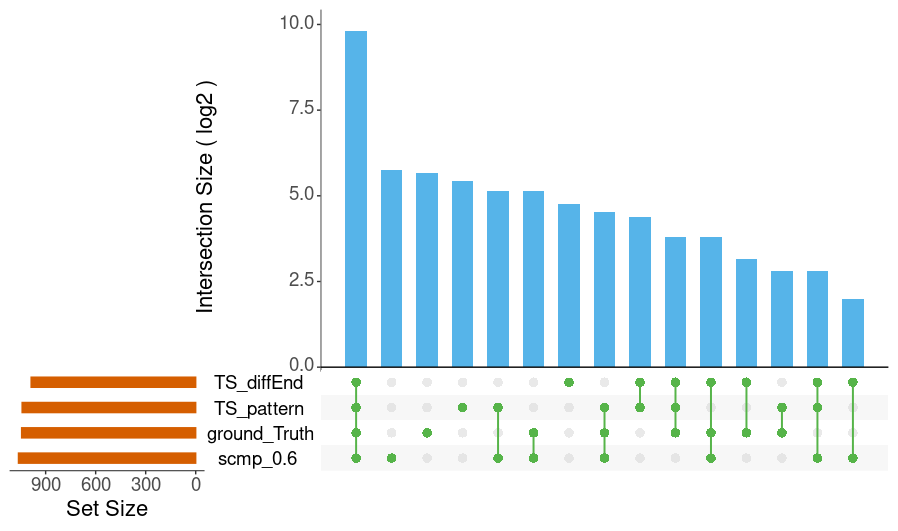 10.0
7.5
5.0
2.5
0.0
Intersection Size ( log2 )
TS_diffEnd
TS_pattern
ground_Truth
scmp_0.6
900 600 300 0
Set Size